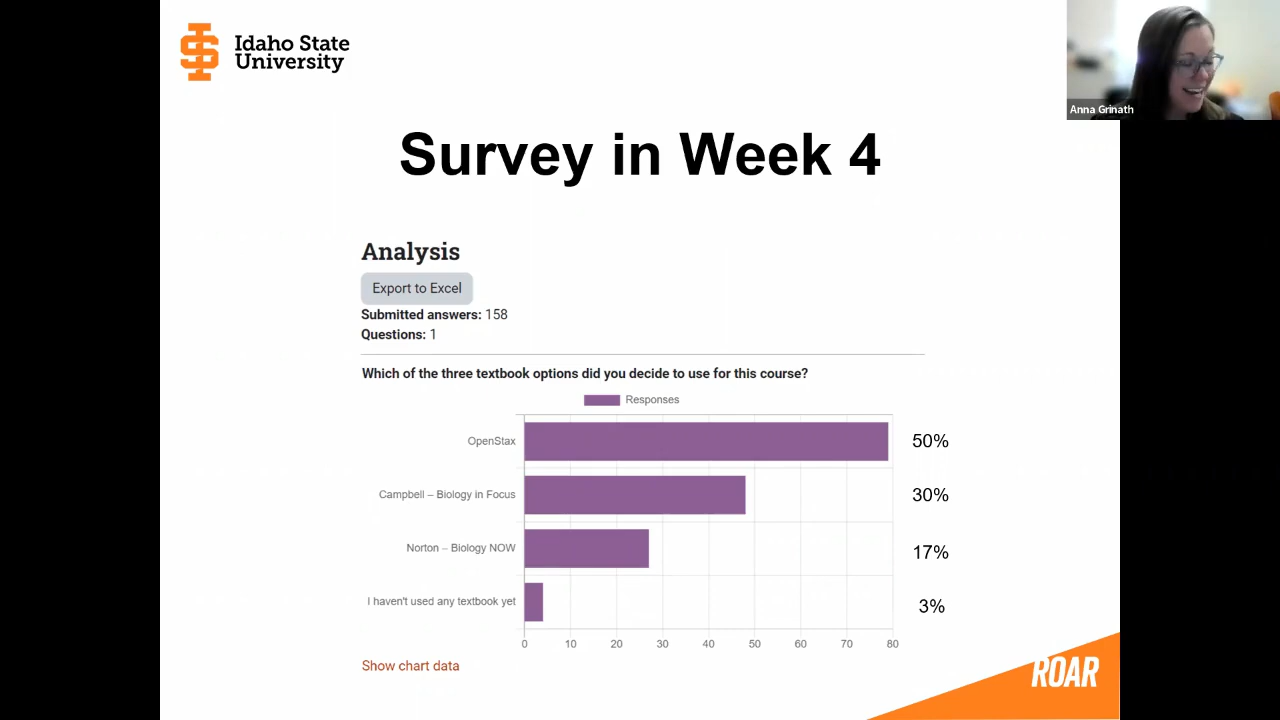 Idaho State
University
Anna Grinath
Survey in Week 4
Analysis
Export to Excel
Submitted answers: 158
Questions: 1
Which of the three textbook options did you decide to use for this course?
Responses
OpenStax 50%
Campbell – Biology in Focus 30%
Norton – Biology NOW 17%
I haven't used any textbook yet 3%
0 10 20 30 40 50 60 70 80
Show chart data
ROAR